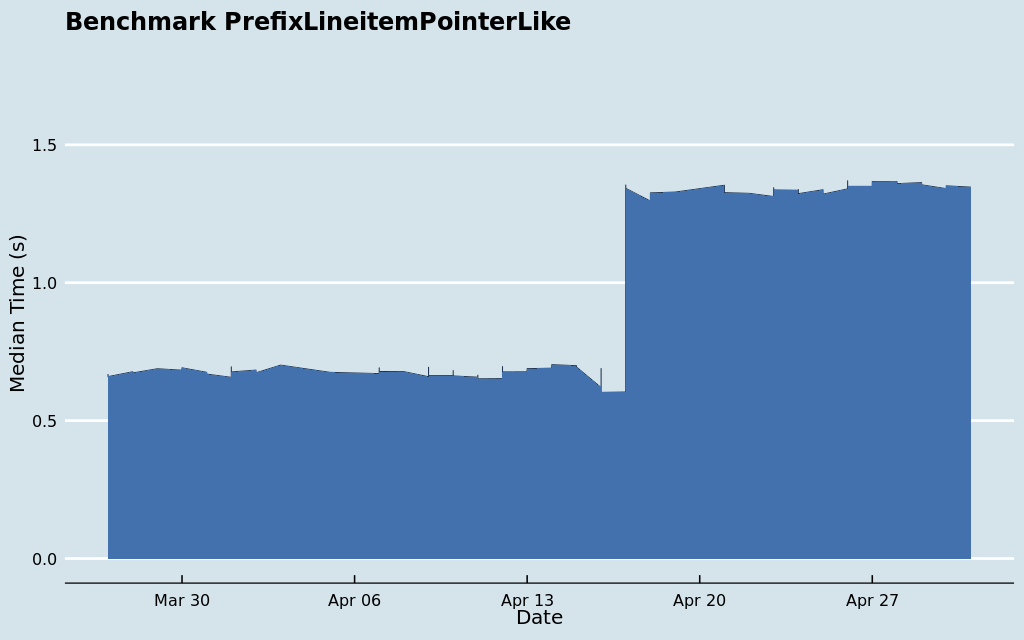 Benchmark PrefixLineitemPointerLike
Median Time (s)
1.5
1.0
0.5
0.0
Mar 30
Apr 06
Apr 13
Apr 20
Apr 27
Date